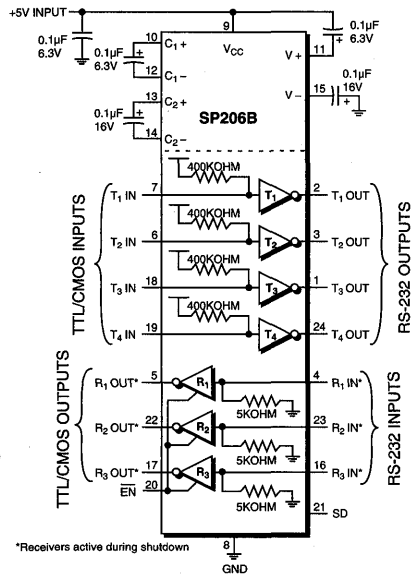 +5V INPUT
0.1µF
6.3V
9
VCC
0.1µF
6.3V
10
C1+
0.1µF
6.3V
12
C1−
11
V+
13
C2+
0.1µF
16V
14
C2−
15
V−
0.1µF
16V
SP206B
400KOHM
T1 IN
7
T1
2
T1 OUT
400KOHM
T2 IN
6
T2
3
T2 OUT
400KOHM
T3 IN
18
T3
1
T3 OUT
400KOHM
T4 IN
19
T4
24
T4 OUT
TTL/CMOS INPUTS
RS-232 OUTPUTS
R1 OUT*
5
R1
4
R1 IN*
5KOHM
R2 OUT*
22
R2
23
R2 IN*
5KOHM
R3 OUT*
17
R3
16
R3 IN*
5KOHM
EN
20
21
SD
TTL/CMOS OUTPUTS
RS-232 INPUTS
*Receivers active during shutdown
8
GND